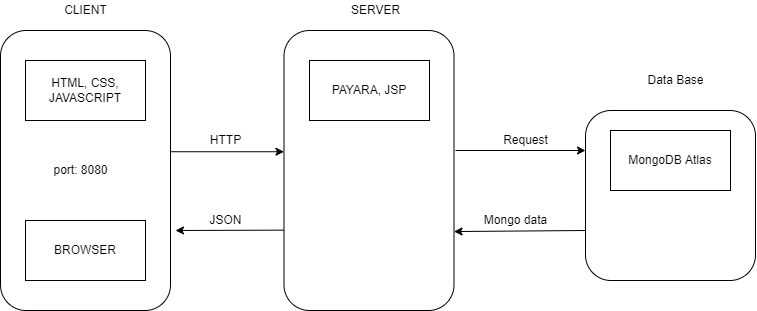 CLIENT
SERVER
Data Base
HTML, CSS,
JAVASCRIPT
PAYARA, JSP
HTTP
Request
MongoDB Atlas
port: 8080
JSON
Mongo data
BROWSER